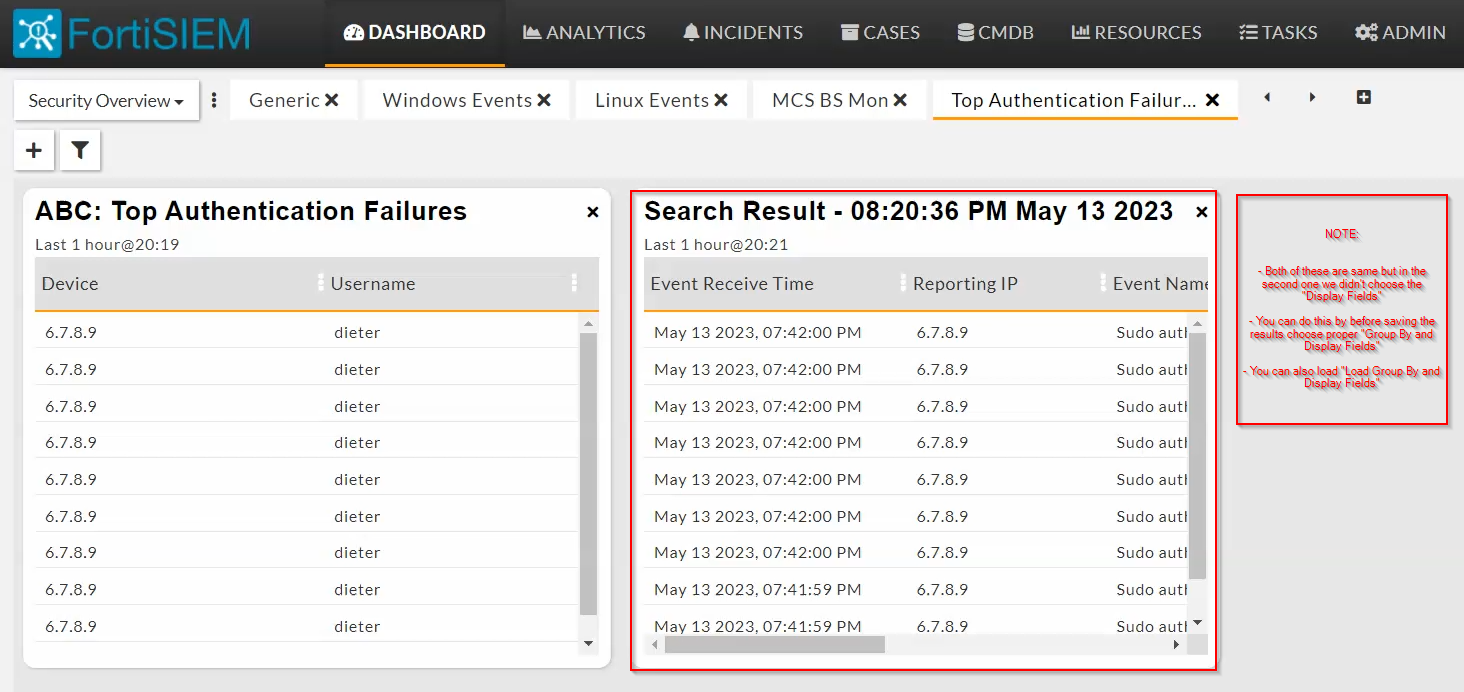 FortiSIEM
DASHBOARD ANALYTICS INCIDENTS CASES CMDB RESOURCES TASKS ADMIN
Security Overview Generic Windows Events Linux Events MCS BS Mon Top Authentication Failur...
ABC: Top Authentication Failures
Last 1 hour@20:19
Device Username
6.7.8.9 dieter
6.7.8.9 dieter
6.7.8.9 dieter
6.7.8.9 dieter
6.7.8.9 dieter
6.7.8.9 dieter
6.7.8.9 dieter
6.7.8.9 dieter
6.7.8.9 dieter
Search Result - 08:20:36 PM May 13 2023
Last 1 hour@20:21
Event Receive Time Reporting IP Event Name
May 13 2023, 07:42:00 PM 6.7.8.9 Sudo auth
May 13 2023, 07:42:00 PM 6.7.8.9 Sudo auth
May 13 2023, 07:42:00 PM 6.7.8.9 Sudo auth
May 13 2023, 07:42:00 PM 6.7.8.9 Sudo auth
May 13 2023, 07:42:00 PM 6.7.8.9 Sudo auth
May 13 2023, 07:42:00 PM 6.7.8.9 Sudo auth
May 13 2023, 07:42:00 PM 6.7.8.9 Sudo auth
May 13 2023, 07:41:59 PM 6.7.8.9 Sudo auth
May 13 2023, 07:41:59 PM 6.7.8.9 Sudo auth
NOTE:
- Both of these are same but in the
second one we didn't choose the
"Display Fields"
- You can do this by before saving the
results choose proper "Group By and
Display Fields"
- You can also load "Load Group By and
Display Fields"